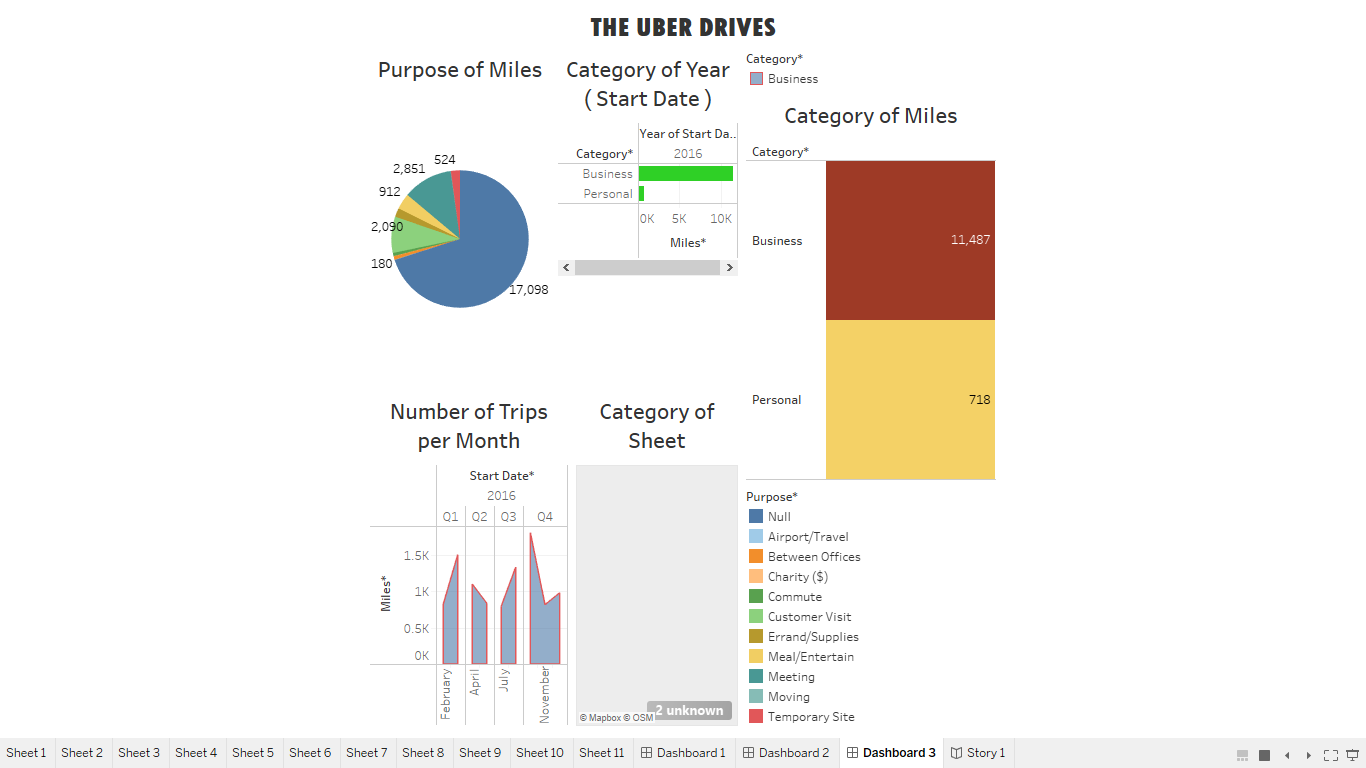 THE UBER DRIVES
Purpose of Miles
524
2,851
912
2,090
180
17,098
Category of Year
( Start Date )
Year of Start Da..
Category*
2016
Business
Personal
0K
5K
10K
Miles*
Category*
Business
Category of Miles
Category*
Business
11,487
Personal
718
Number of Trips
per Month
Start Date*
2016
Q1
Q2
Q3
Q4
1.5K
1K
0.5K
0K
Miles*
February
April
July
November
Category of
Sheet
2 unknown
© Mapbox © OSM
Purpose*
Null
Airport/Travel
Between Offices
Charity ($)
Commute
Customer Visit
Errand/Supplies
Meal/Entertain
Meeting
Moving
Temporary Site
Sheet 1
Sheet 2
Sheet 3
Sheet 4
Sheet 5
Sheet 6
Sheet 7
Sheet 8
Sheet 9
Sheet 10
Sheet 11
Dashboard 1
Dashboard 2
Dashboard 3
Story 1